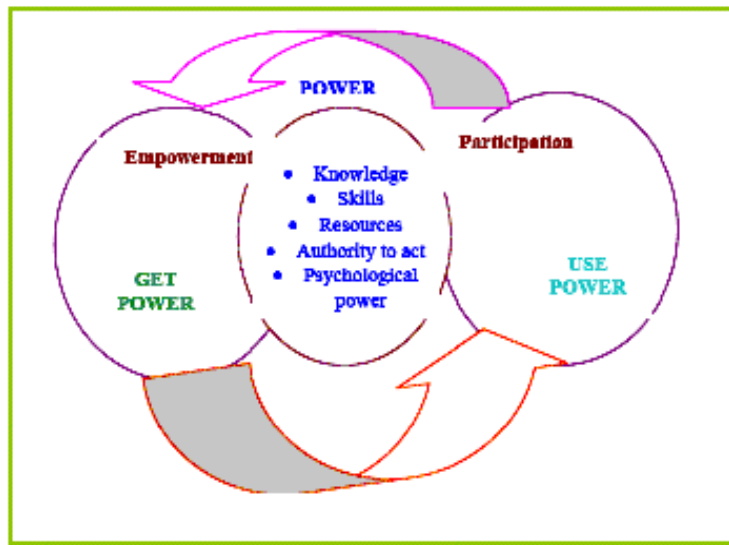 POWER
Empowerment
Participation
• Knowledge
• Skills
• Resources
• Authority to act
• Psychological
power
GET
POWER
USE
POWER